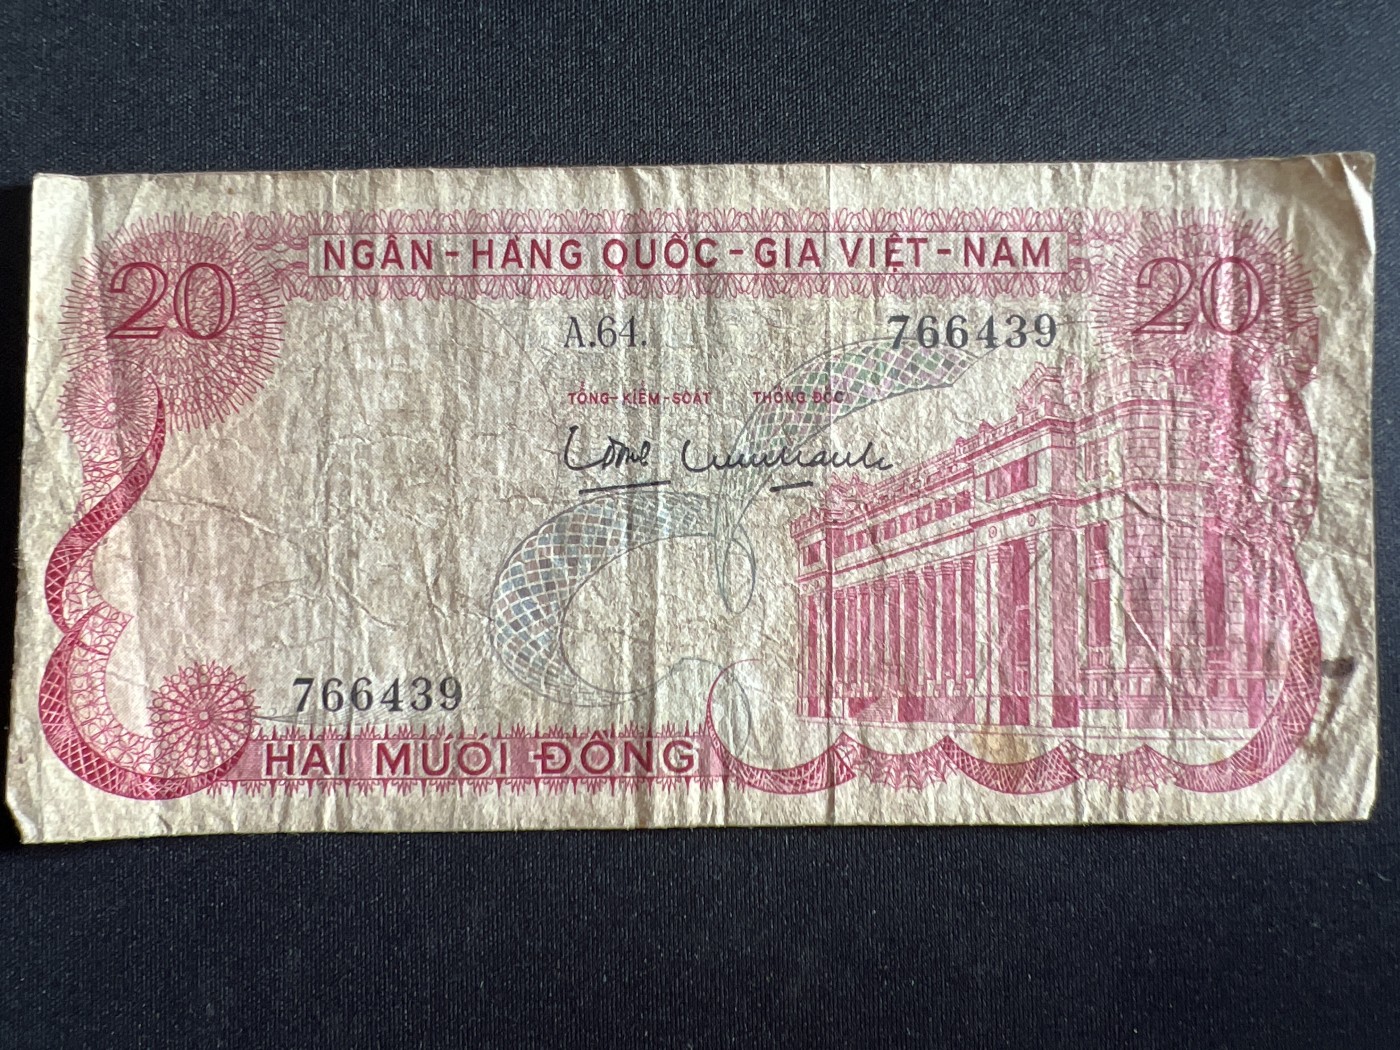 20 NGÂN-HÀNG QUỐC-GIA VIỆT-NAM 20
A.64. 766439
TỔNG-KIỂM-SOÁT THỐNG ĐỐC
766439
HAI MƯƠI ĐỒNG